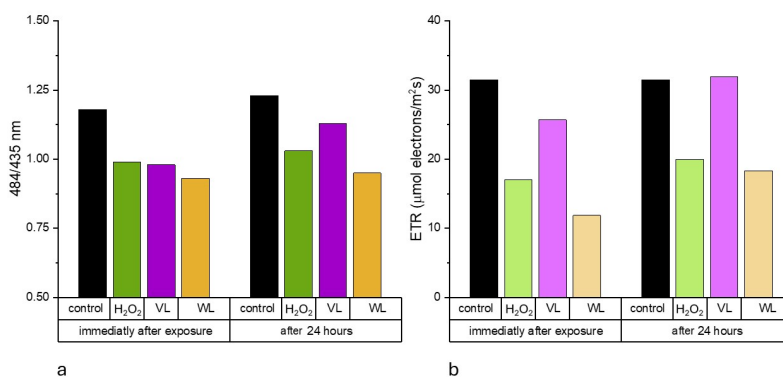 1.50
1.25
1.00
0.75
0.50
484/435 nm
control H₂O₂ VL WL control H₂O₂ VL WL
immediatly after exposure after 24 hours
a
40
30
20
10
0
ETR (μmol electrons/m²s)
control H₂O₂ VL WL control H₂O₂ VL WL
immediatly after exposure after 24 hours
b